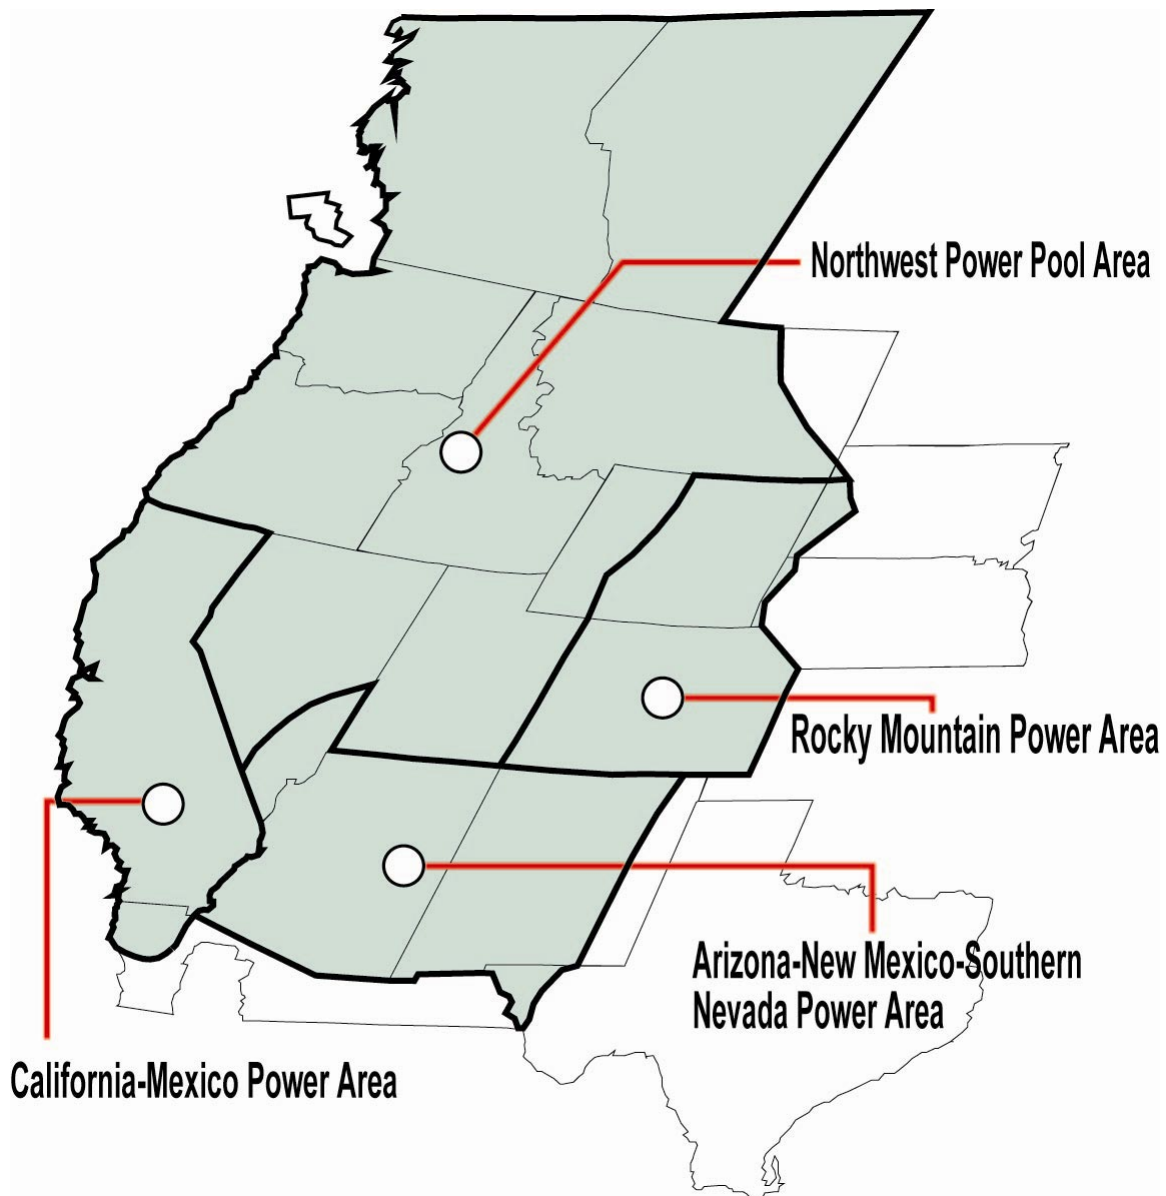 Northwest Power Pool Area
Rocky Mountain Power Area
Arizona-New Mexico-Southern
Nevada Power Area
California-Mexico Power Area